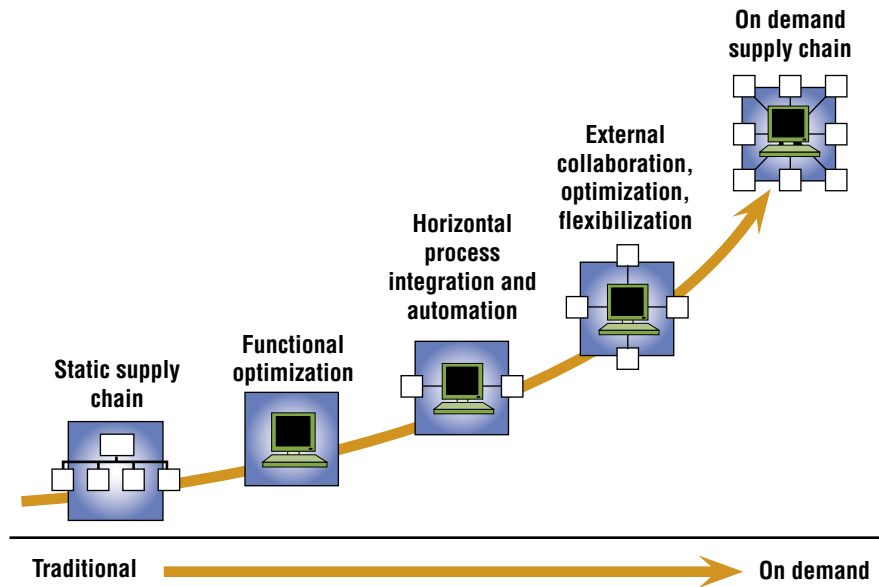 On demand
supply chain
External
collaboration,
optimization,
flexibilization
Horizontal
process
integration and
automation
Functional
optimization
Static supply
chain
Traditional
On demand